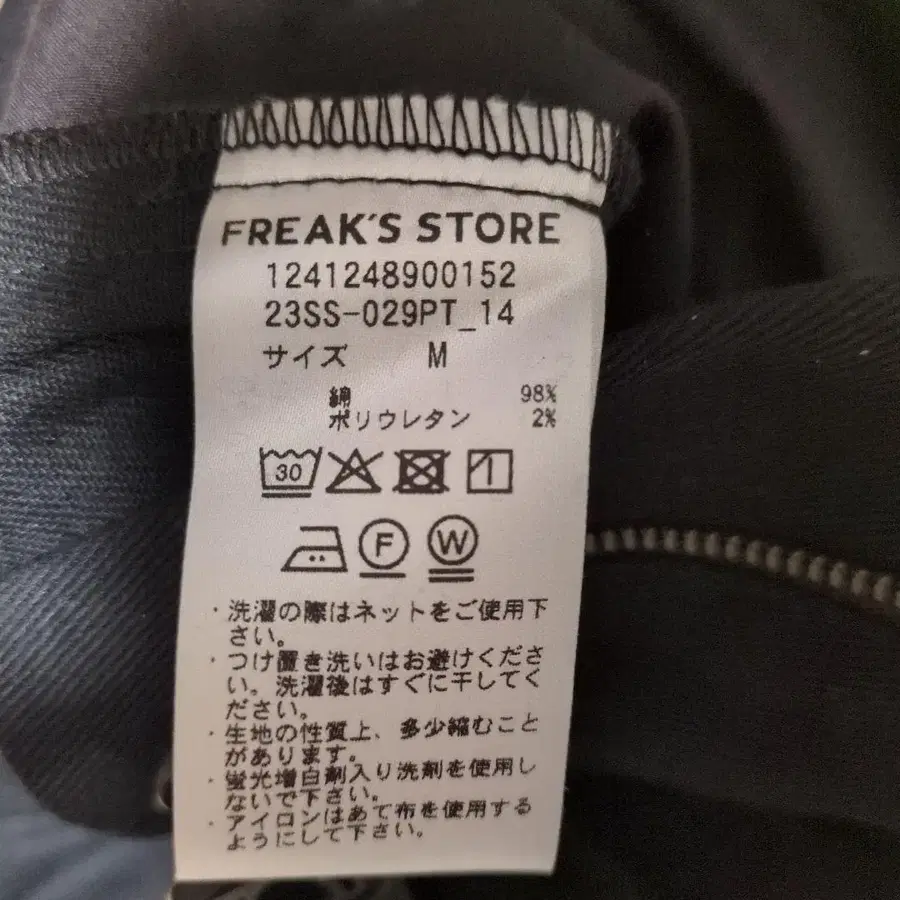 FREAK'S STORE
1241248900152
23SS-029PT_14
サイズ M
綿 98%
ポリウレタン 2%
30
F W
・洗濯の際はネットをご使用下
さい。
・つけ置き洗いはお避けくださ
い。洗濯後はすぐに干してく
ださい。
・生地の性質上、多少縮むこと
があります。
・蛍光増白剤入り洗剤を使用し
ないで下さい。
・アイロンはあて布を使用する
ようにして下さい。